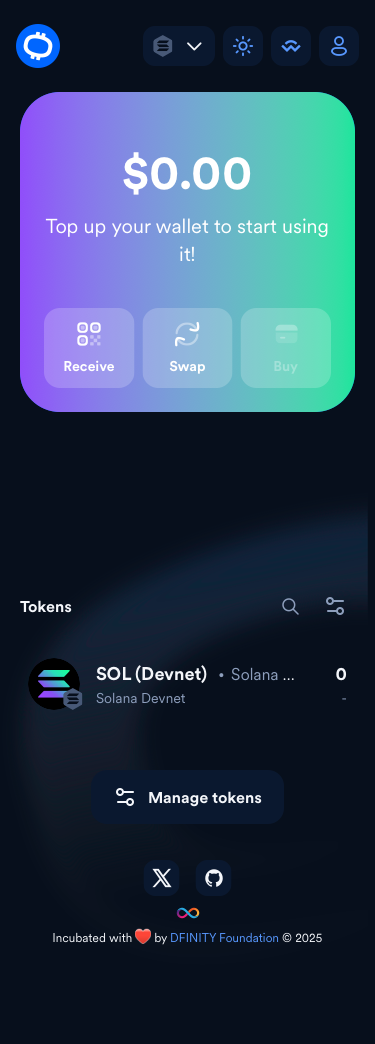 $0.00
Top up your wallet to start using
it!
Receive
Swap
Buy
Tokens
SOL (Devnet) • Solana ... 0
Solana Devnet -
Manage tokens
Incubated with ❤️ by DFINITY Foundation © 2025